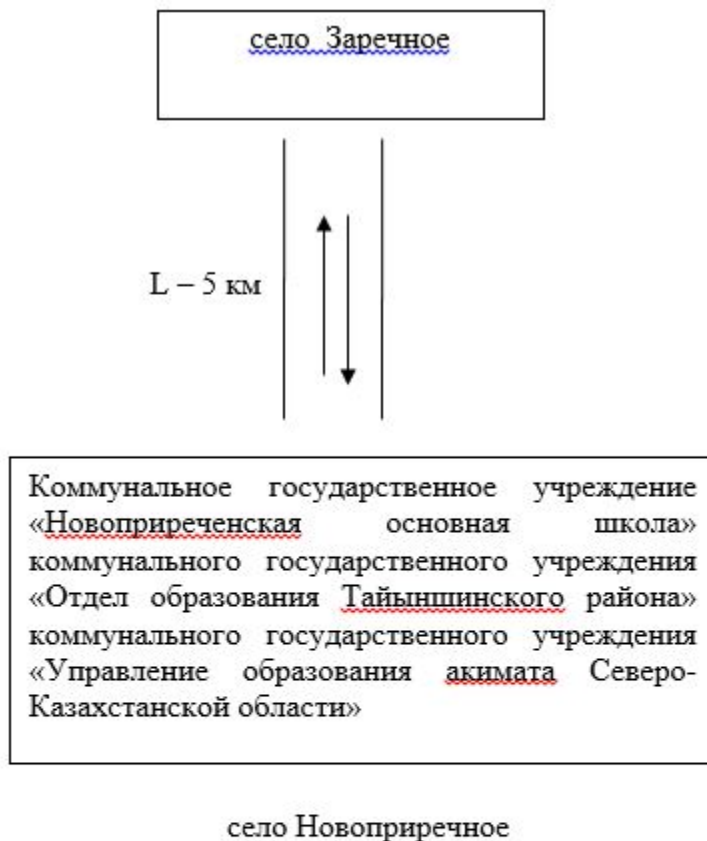 село Заречное
L – 5 км
Коммунальное государственное учреждение
«Новоприреченская основная школа»
коммунального государственного учреждения
«Отдел образования Тайыншинского района»
коммунального государственного учреждения
«Управление образования акимата Северо-
Казахстанской области»
село Новоприречное